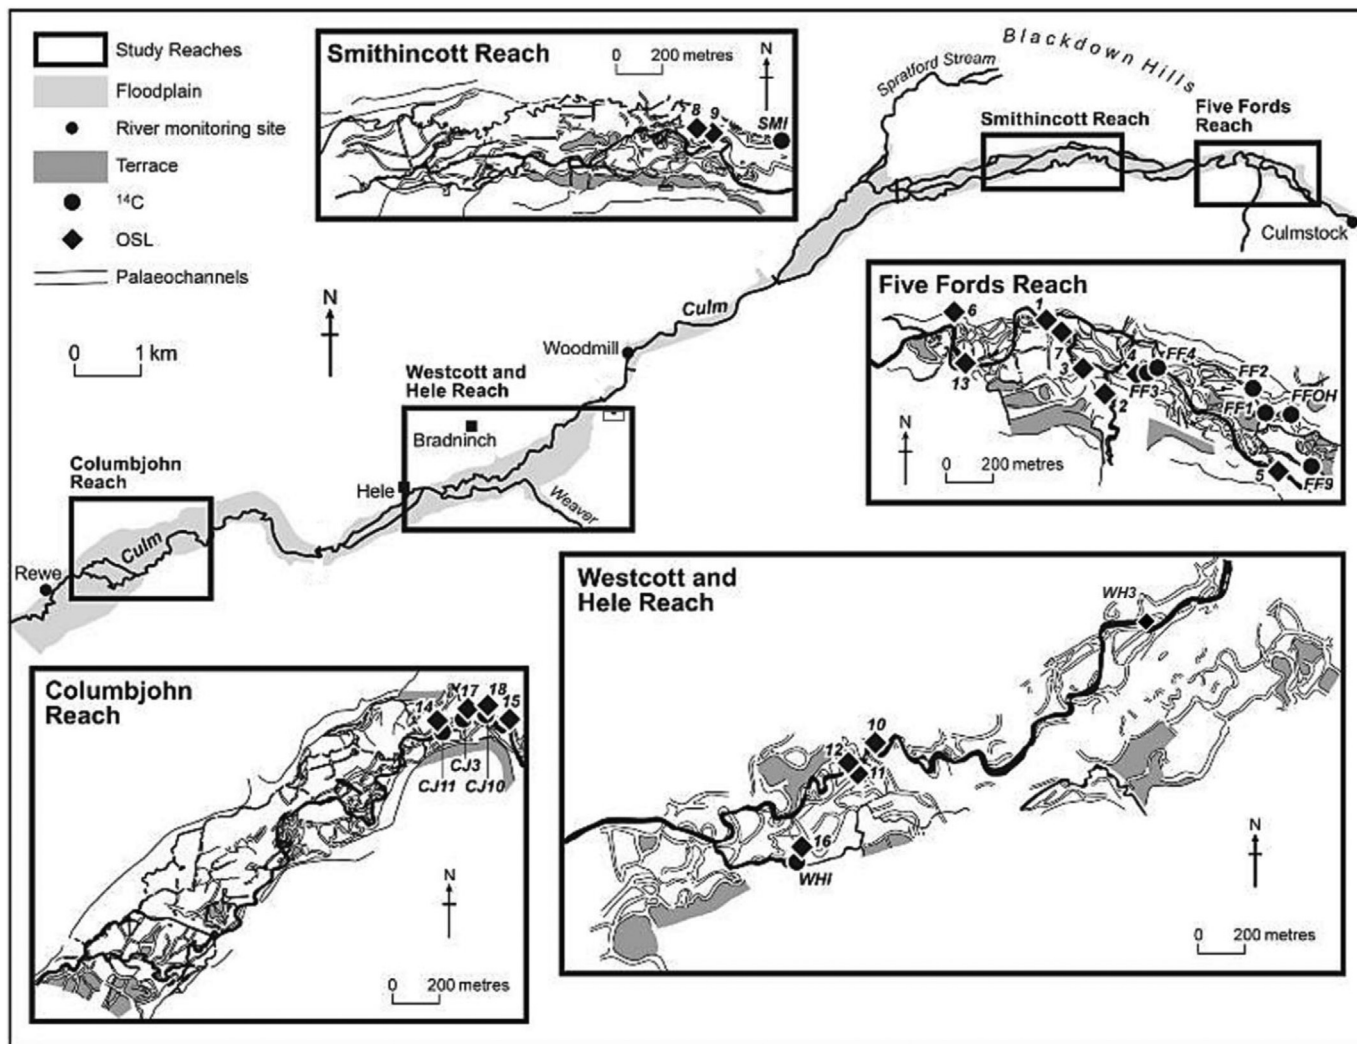 Study Reaches
Floodplain
River monitoring site
Terrace
¹⁴C
OSL
Palaeochannels
N
0 1 km
Smithincott Reach
0 200 metres
N
8 9 SMI
Blackdown Hills
Spratford Stream
Smithincott Reach
Five Fords
Reach
Culmstock
Culm
Woodmill
Westcott and
Hele Reach
Bradninch
Hele
Weaver
Columbjohn
Reach
Culm
Rewe
Five Fords Reach
6 1
7 4 FF4
13 3 FF3 FF2
2 FF1 FFOH
5 FF9
N
0 200 metres
Westcott and
Hele Reach
WH3
10
12
11
16
WHI
N
0 200 metres
Columbjohn
Reach
14 17 18 15
CJ3
CJ11 CJ10
N
0 200 metres